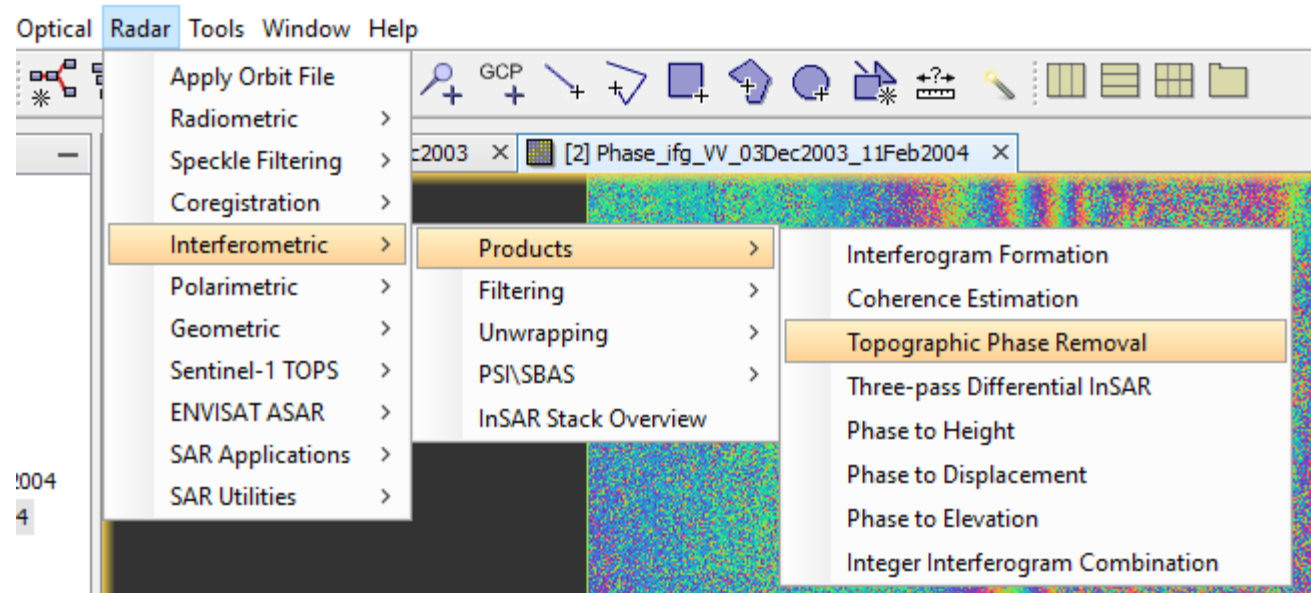 Optical Radar Tools Window Help
GCP
Apply Orbit File
Radiometric
Speckle Filtering
Coregistration
Interferometric
Polarimetric
Geometric
Sentinel-1 TOPS
ENVISAT ASAR
SAR Applications
SAR Utilities
c2003
[2] Phase_ifg_VV_03Dec2003_11Feb2004
Products
Filtering
Unwrapping
PSI\SBAS
InSAR Stack Overview
Interferogram Formation
Coherence Estimation
Topographic Phase Removal
Three-pass Differential InSAR
Phase to Height
Phase to Displacement
Phase to Elevation
Integer Interferogram Combination
2004
4